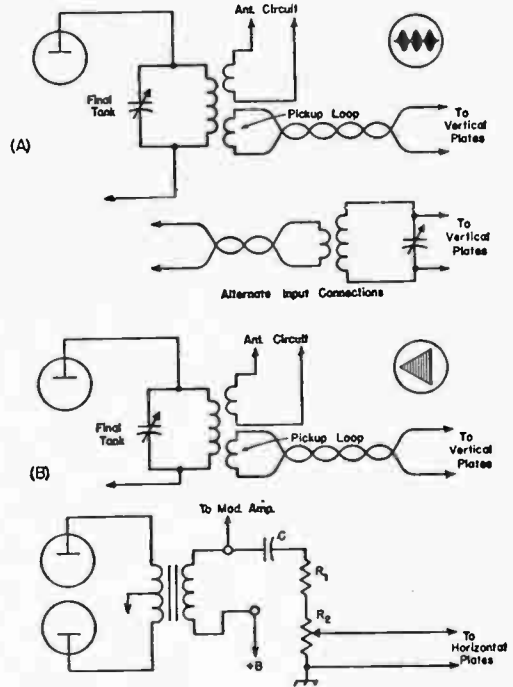 Ant. Circuit
Final
Tank
Pickup Loop
To
Vertical
Plates
(A)
To
Vertical
Plates
Alternate Input Connections
Ant. Circuit
Final
Tank
Pickup Loop
To
Vertical
Plates
(B)
To Mod. Amp.
C
R1
R2
+B
To
Horizontal
Plates